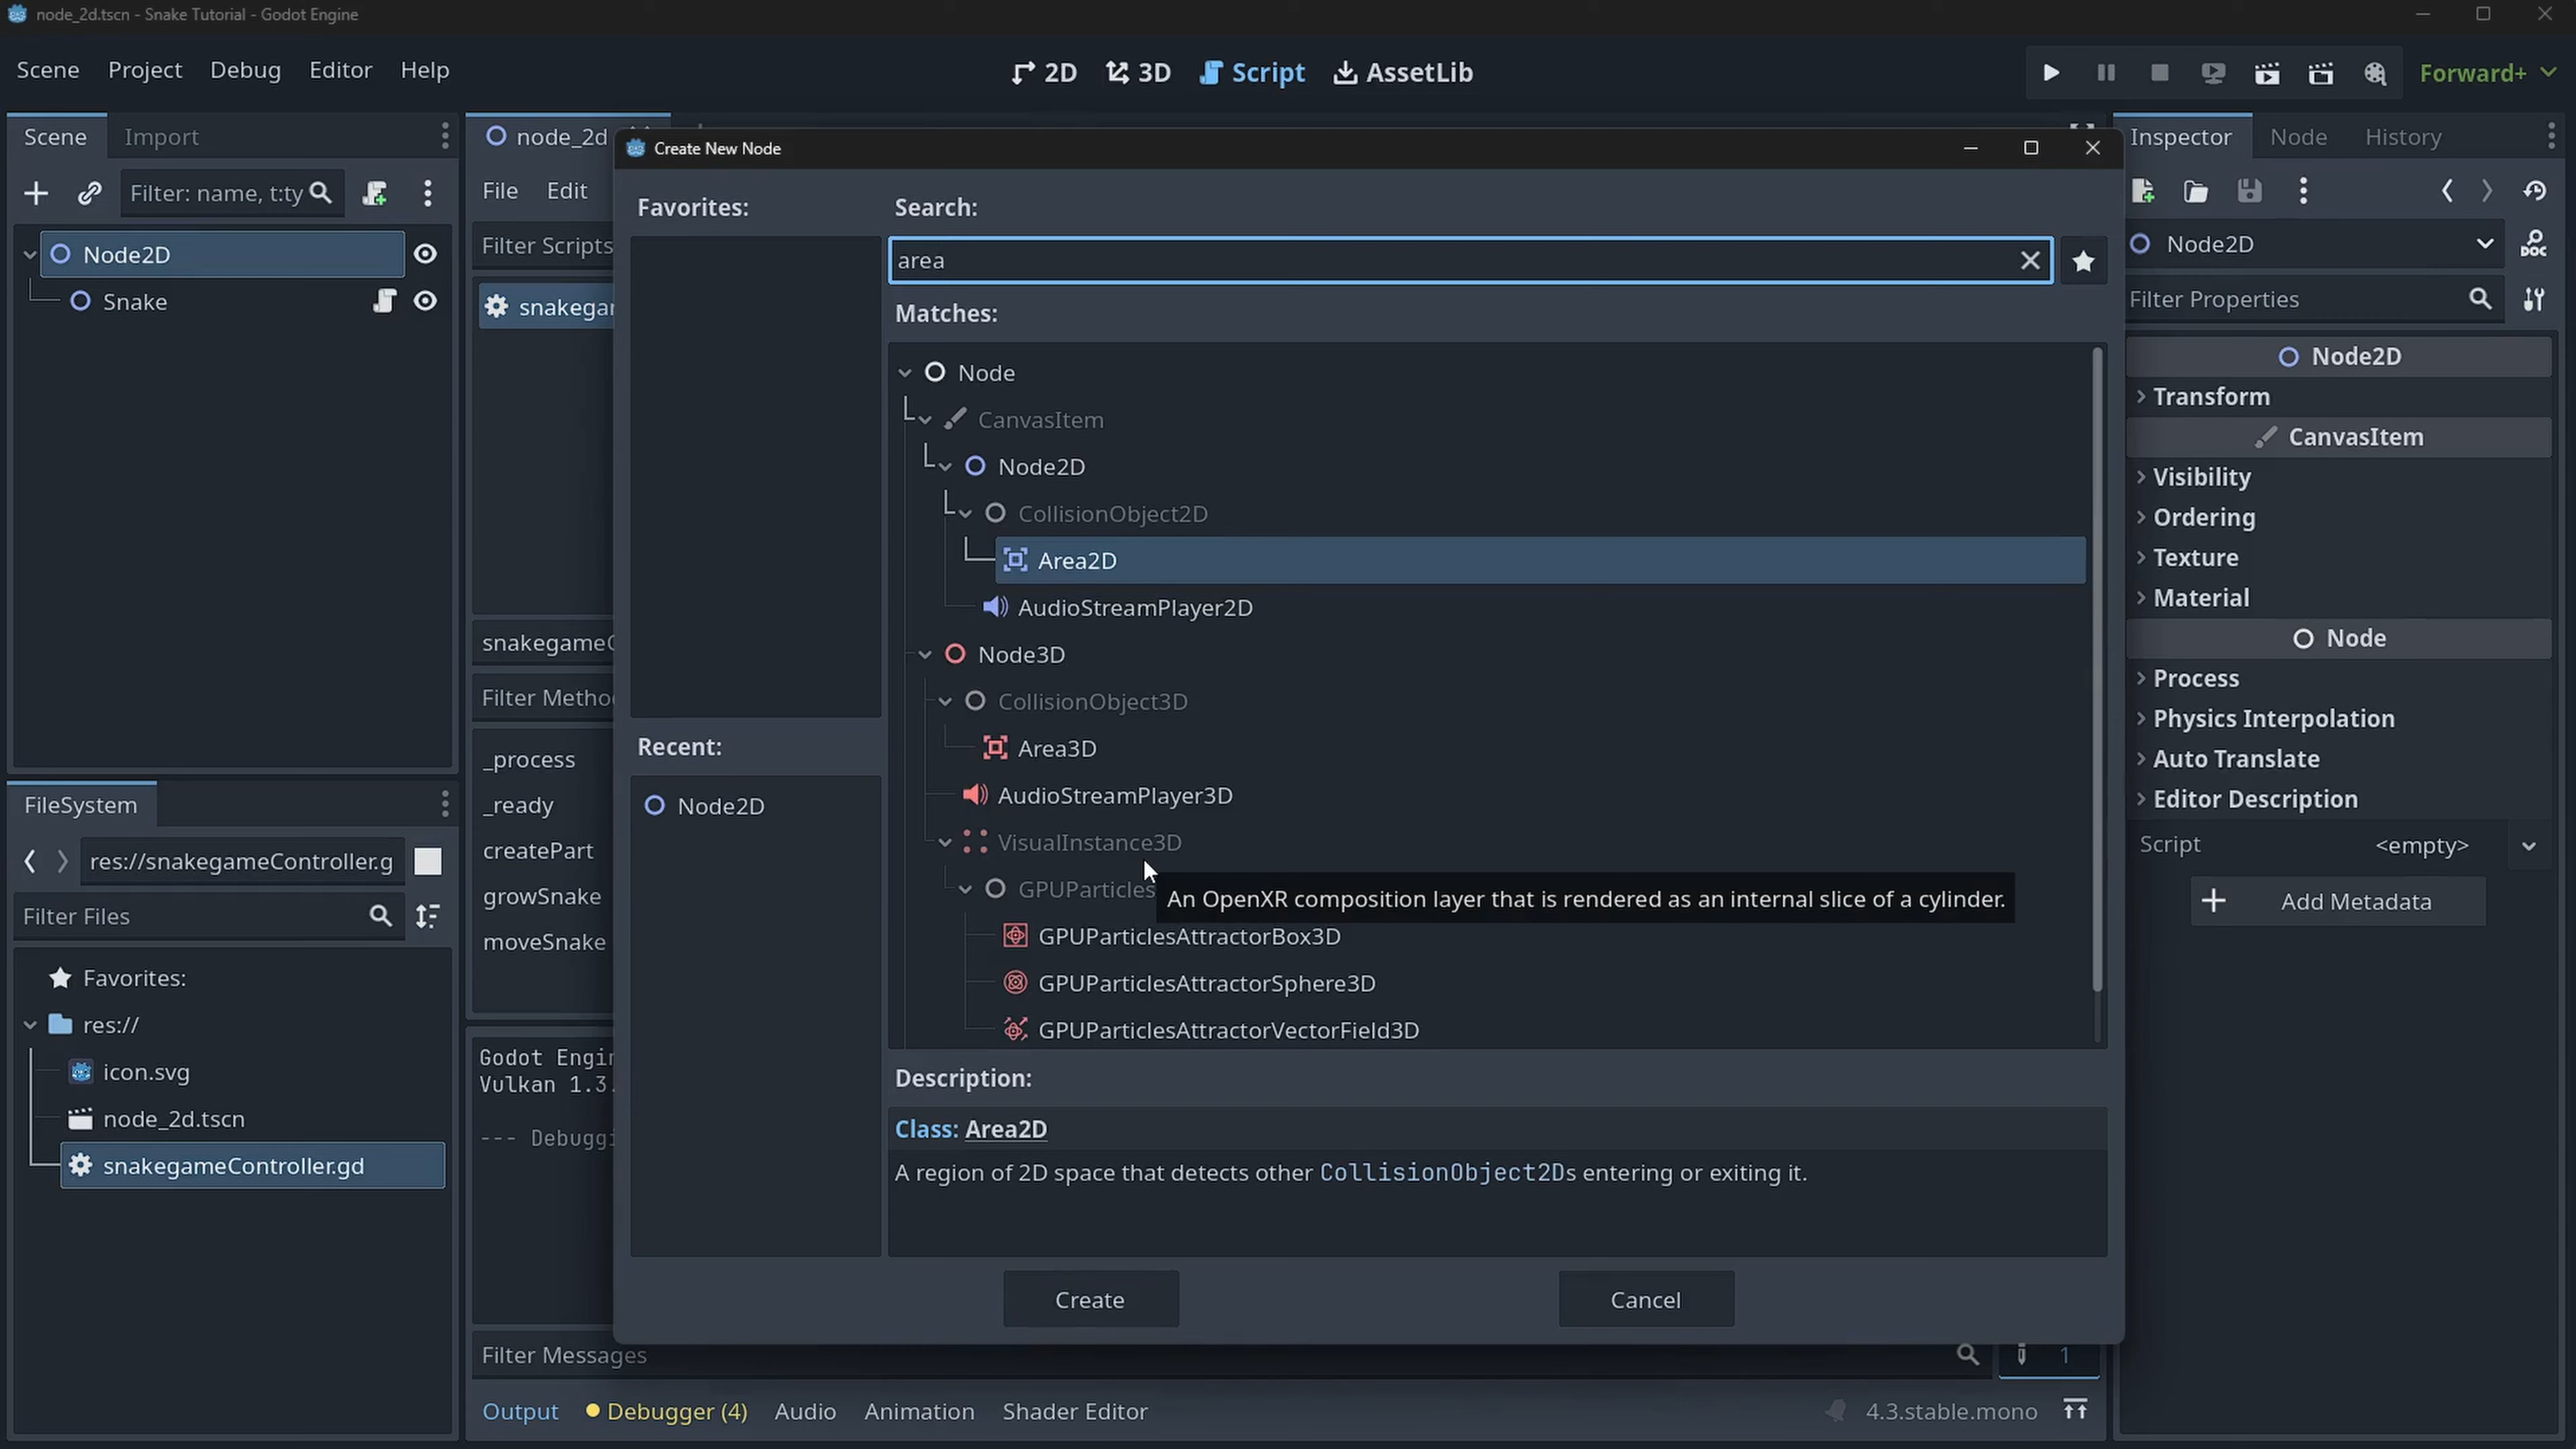 node_2d.tscn - Snake Tutorial - Godot Engine
Scene Project Debug Editor Help
2D 3D Script AssetLib
Forward+
Scene Import
Filter: name, t:ty
Node2D
Snake
FileSystem
res://snakegameController.g
Filter Files
Favorites:
res://
icon.svg
node_2d.tscn
snakegameController.gd
node_2d
File Edit
Filter Scripts
snakegar
snakegameC
Filter Metho
_process
_ready
createPart
growSnake
moveSnake
Godot Engin
Vulkan 1.3.
--- Debuggi
Filter Messages
1
Output Debugger (4) Audio Animation Shader Editor
4.3.stable.mono
Create New Node
Favorites:
Recent:
Node2D
Search:
area
Matches:
Node
CanvasItem
Node2D
CollisionObject2D
Area2D
AudioStreamPlayer2D
Node3D
CollisionObject3D
Area3D
AudioStreamPlayer3D
VisualInstance3D
GPUParticles
An OpenXR composition layer that is rendered as an internal slice of a cylinder.
GPUParticlesAttractorBox3D
GPUParticlesAttractorSphere3D
GPUParticlesAttractorVectorField3D
Description:
Class: Area2D
A region of 2D space that detects other CollisionObject2Ds entering or exiting it.
Create Cancel
Inspector Node History
Node2D
DOC
Filter Properties
Node2D
Transform
CanvasItem
Visibility
Ordering
Texture
Material
Node
Process
Physics Interpolation
Auto Translate
Editor Description
Script <empty>
Add Metadata